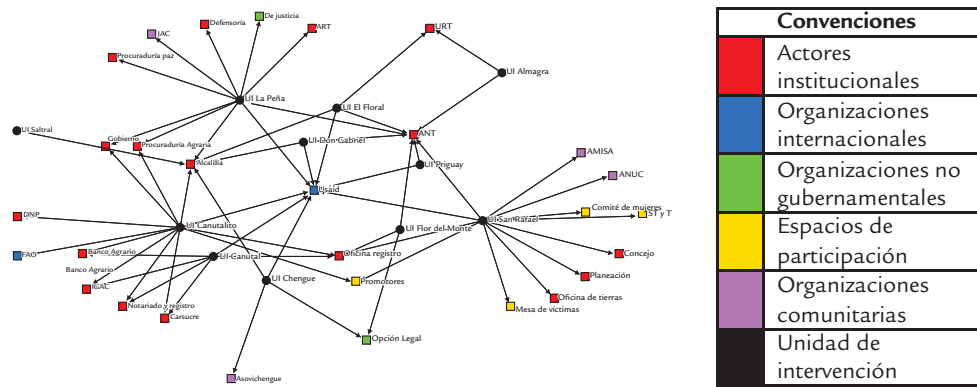 De justicia
Defensoría
ART
URT
JAC
Procuraduría paz
UI Almagra
UI La Peña
UI El Floral
UI Saltral
Gobierno
Procuraduría Agraria
UI Don Gabriel
ANT
Alcaldía
UI Priguay
AMISA
ANUC
Usaid
DNP
UI Canutalito
UI San Rafael
Comité de mujeres
ST y T
UI Flor del Monte
FAO
Banco Agrario
UI Canutal
Oficina registro
Concejo
Banco Agrario
UI Chengue
Promotores
Planeación
IGAC
Notariado y registro
Carsucre
Oficina de tierras
Mesa de víctimas
Opción Legal
Asovichengue
Convenciones
Actores
institucionales
Organizaciones
internacionales
Organizaciones no
gubernamentales
Espacios de
participación
Organizaciones
comunitarias
Unidad de
intervención